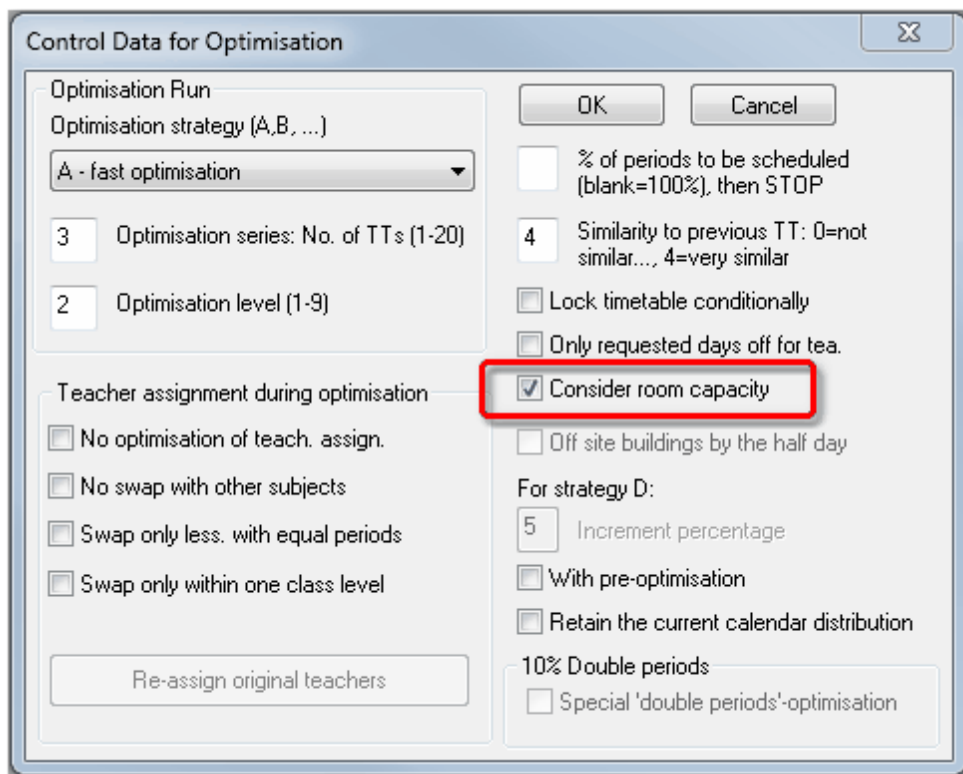 Control Data for Optimisation
Optimisation Run
Optimisation strategy (A,B, ...)
A - fast optimisation
3 Optimisation series: No. of TTs (1-20)
2 Optimisation level (1-9)
Teacher assignment during optimisation
No optimisation of teach. assign.
No swap with other subjects
Swap only less. with equal periods
Swap only within one class level
Re-assign original teachers
OK Cancel
% of periods to be scheduled
(blank=100%), then STOP
4 Similarity to previous TT: 0=not
similar..., 4=very similar
Lock timetable conditionally
Only requested days off for tea.
Consider room capacity
Off site buildings by the half day
For strategy D:
5 Increment percentage
With pre-optimisation
Retain the current calendar distribution
10% Double periods
Special 'double periods'-optimisation